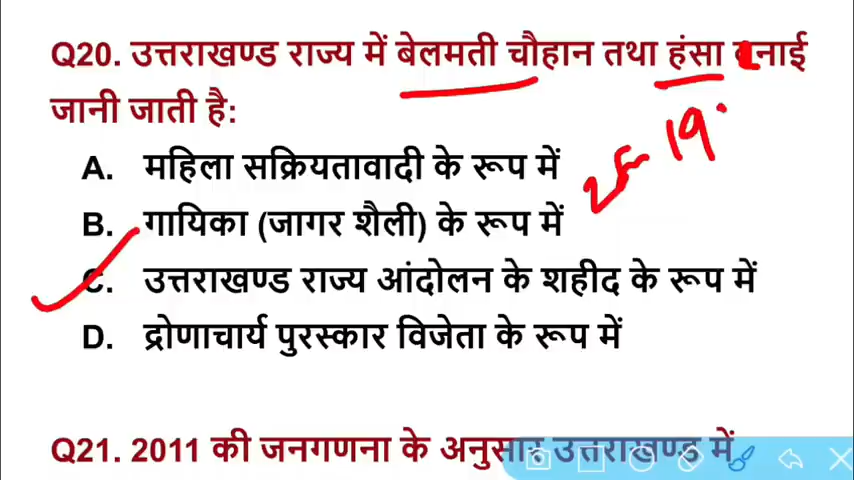 Q20. उत्तराखण्ड राज्य में बेलमती चौहान तथा हंसा
जानी जाती है:
A. महिला सक्रियतावादी के रूप में
B. गायिका (जागर शैली) के रूप में
C. उत्तराखण्ड राज्य आंदोलन के शहीद के रूप में
D. द्रोणाचार्य पुरस्कार विजेता के रूप में
19
Q21. 2011 की जनगणना के अनुसार उत्तराखण्ड में